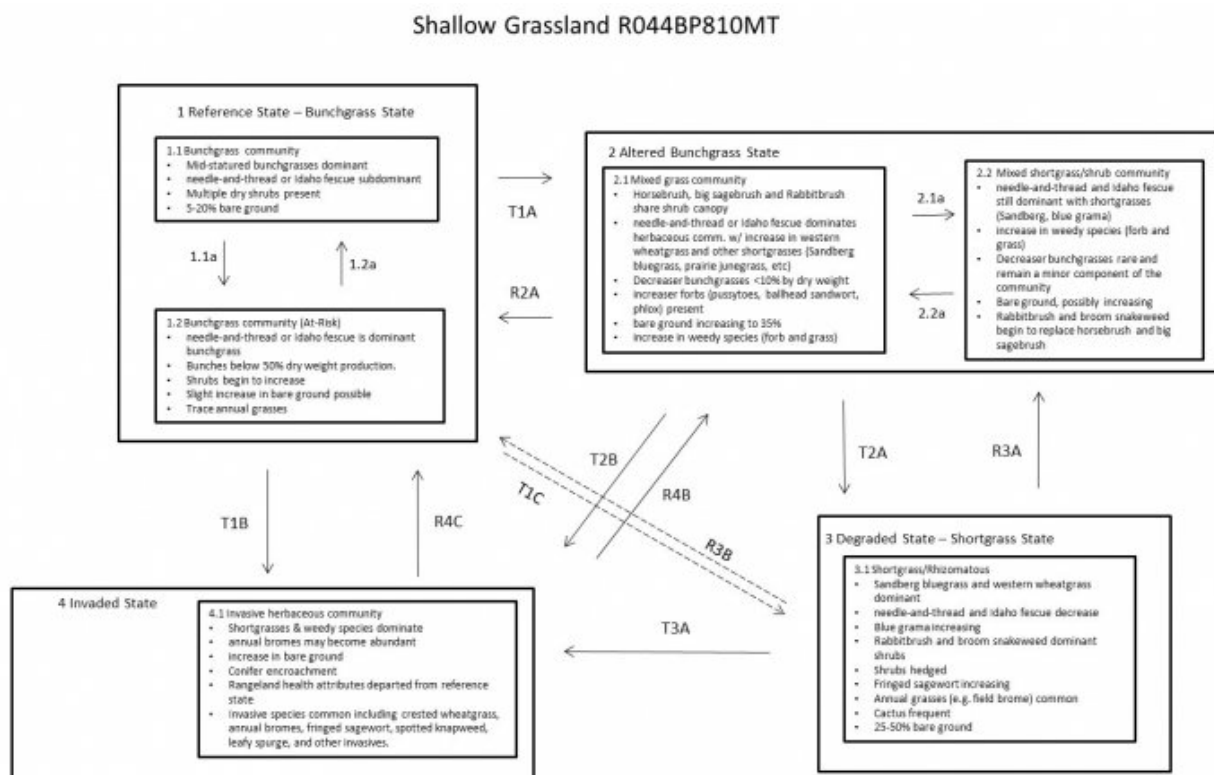 Shallow Grassland R044BP810MT
1 Reference State – Bunchgrass State
1.1 Bunchgrass community
• Mid-statured bunchgrasses dominant
• needle-and-thread or Idaho fescue subdominant
• Multiple dry shrubs present
• 5-20% bare ground
1.1a
1.2a
1.2 Bunchgrass community (At-Risk)
• needle-and-thread or Idaho fescue is dominant
bunchgrass
• Bunches below 50% dry weight production.
• Shrubs begin to increase
• Slight increase in bare ground possible
• Trace annual grasses
T1A
R2A
2 Altered Bunchgrass State
2.1 Mixed grass community
• Horsebrush, big sagebrush and Rabbitbrush
share shrub canopy
• needle-and-thread or Idaho fescue dominates
herbaceous comm. w/ increase in western
wheatgrass and other shortgrasses (Sandberg
bluegrass, prairie junegrass, etc)
• Decreaser bunchgrasses <10% by dry weight
• increaser forbs (pussytoes, ballhead sandwort,
phlox) present
• bare ground increasing to 35%
• increase in weedy species (forb and grass)
2.1a
2.2a
2.2 Mixed shortgrass/shrub community
• needle-and-thread and Idaho fescue
still dominant with shortgrasses
(Sandberg, blue grama)
• increase in weedy species (forb and
grass)
• Decreaser bunchgrasses rare and
remain a minor component of the
community
• Bare ground, possibly increasing
• Rabbitbrush and broom snakeweed
begin to replace horsebrush and big
sagebrush
T1B
R4C
T1C
T2B
R4B
R3B
T2A
R3A
3 Degraded State – Shortgrass State
3.1 Shortgrass/Rhizomatous
• Sandberg bluegrass and western wheatgrass
dominant
• needle-and-thread and Idaho fescue decrease
• Blue grama increasing
• Rabbitbrush and broom snakeweed dominant
shrubs
• Shrubs hedged
• Fringed sagewort increasing
• Annual grasses (e.g. field brome) common
• Cactus frequent
• 25-50% bare ground
T3A
4 Invaded State
4.1 Invasive herbaceous community
• Shortgrasses & weedy species dominate
• annual bromes may become abundant
• increase in bare ground
• Conifer encroachment
• Rangeland health attributes departed from reference
state
• Invasive species common including crested wheatgrass,
annual bromes, fringed sagewort, spotted knapweed,
leafy spurge, and other invasives.